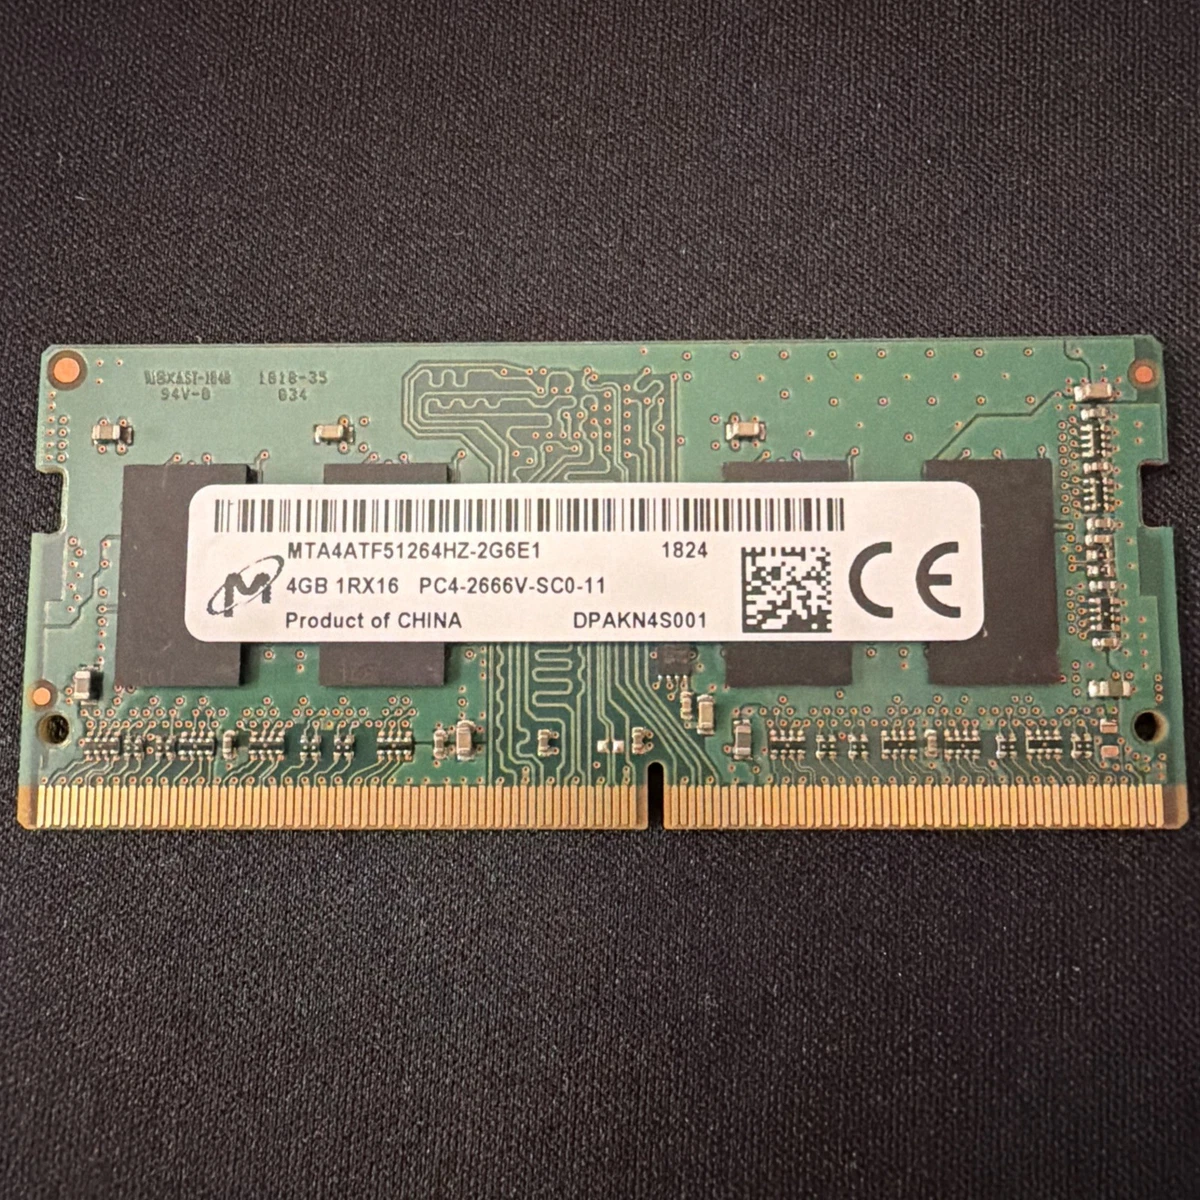 1818-35
94V-0 034
MTA4ATF51264HZ-2G6E1 1824
4GB 1RX16 PC4-2666V-SC0-11
Product of CHINA DPAKN4S001
CE